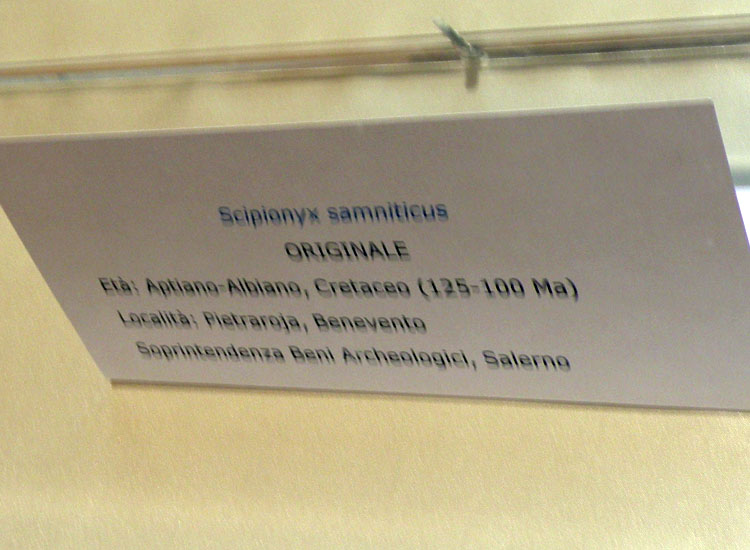 Scipionyx samniticus
ORIGINALE
Età: Aptiano-Albiano, Cretaceo (125-100 Ma)
Località: Pietraroja, Benevento
Soprintendenza Beni Archeologici, Salerno